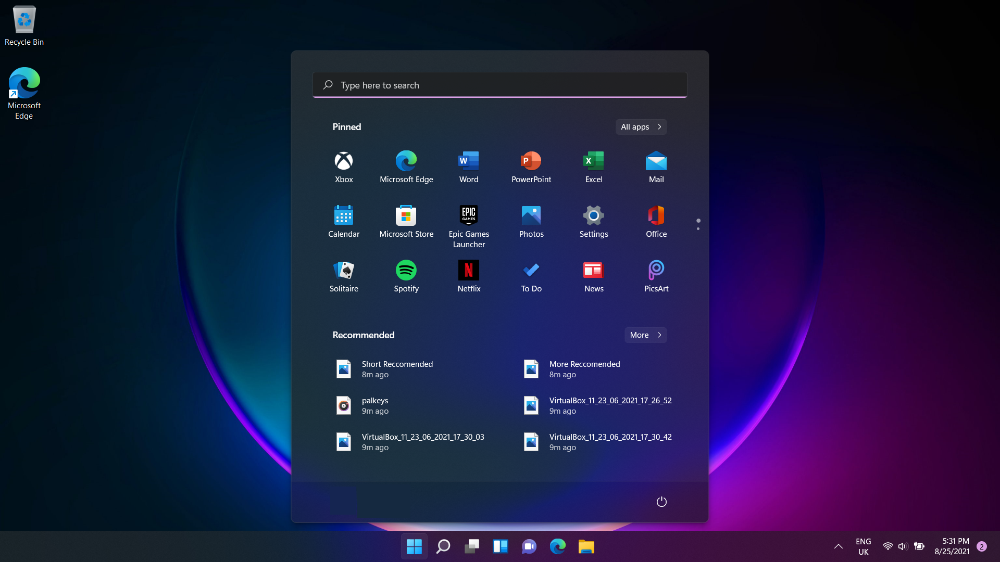 Recycle Bin
Microsoft
Edge
Type here to search
Pinned
All apps
Xbox
Microsoft Edge
W
Word
P
PowerPoint
X
Excel
Mail
Calendar
Microsoft Store
EPIC
GAMES
Epic Games
Launcher
Photos
Settings
Office
Solitaire
Spotify
N
Netflix
To Do
News
PicsArt
Recommended
More
Short Reccomended
8m ago
More Reccomended
8m ago
palkeys
9m ago
VirtualBox_11_23_06_2021_17_26_52
9m ago
VirtualBox_11_23_06_2021_17_30_03
9m ago
VirtualBox_11_23_06_2021_17_30_42
9m ago
ENG
UK
5:31 PM
8/25/2021
2